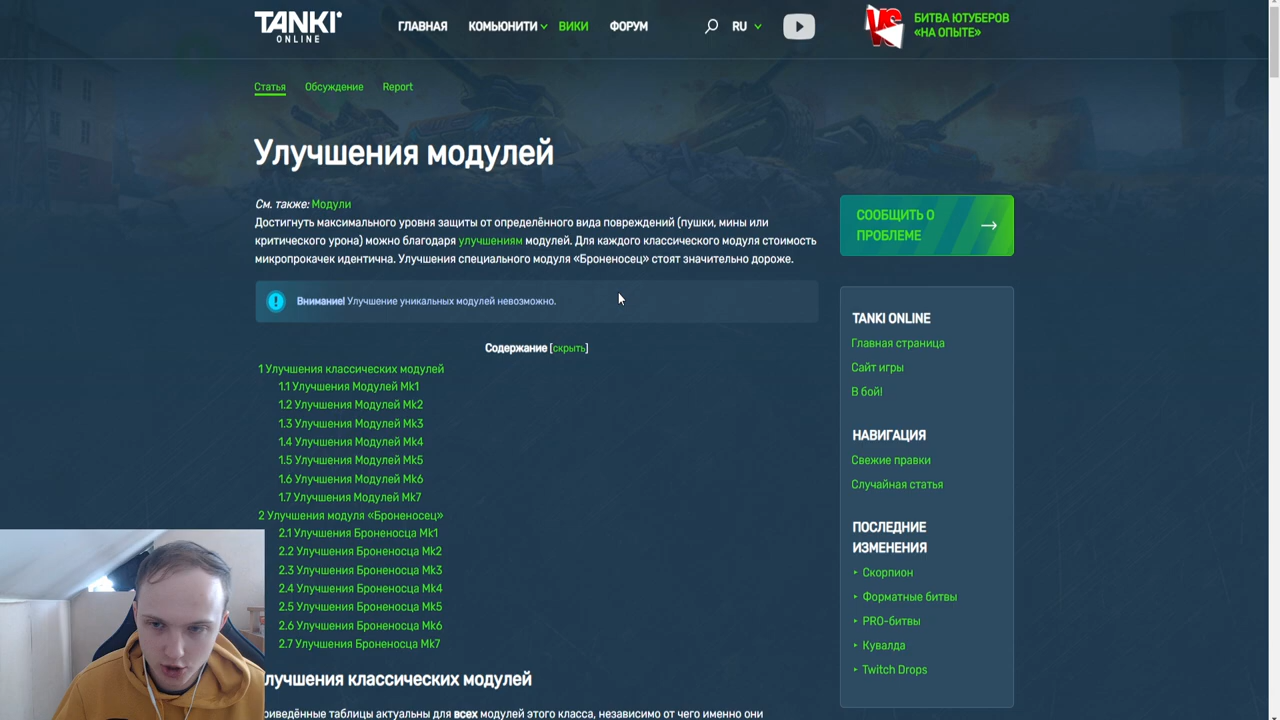 TANKI
ONLINE
ГЛАВНАЯ
КОМЬЮНИТИ
ВИКИ
ФОРУМ
RU
VS
БИТВА ЮТУБЕРОВ
«НА ОПЫТЕ»
Статья
Обсуждение
Report
Улучшения модулей
См. также: Модули
Достигнуть максимального уровня защиты от определённого вида повреждений (пушки, мины или
критического урона) можно благодаря улучшениям модулей. Для каждого классического модуля стоимость
микропрокачек идентична. Улучшения специального модуля «Броненосец» стоят значительно дороже.
Внимание! Улучшение уникальных модулей невозможно.
Содержание [скрыть]
1 Улучшения классических модулей
1.1 Улучшения Модулей Mk1
1.2 Улучшения Модулей Mk2
1.3 Улучшения Модулей Mk3
1.4 Улучшения Модулей Mk4
1.5 Улучшения Модулей Mk5
1.6 Улучшения Модулей Mk6
1.7 Улучшения Модулей Mk7
2 Улучшения модуля «Броненосец»
2.1 Улучшения Броненосца Mk1
2.2 Улучшения Броненосца Mk2
2.3 Улучшения Броненосца Mk3
2.4 Улучшения Броненосца Mk4
2.5 Улучшения Броненосца Mk5
2.6 Улучшения Броненосца Mk6
2.7 Улучшения Броненосца Mk7
лучшения классических модулей
риведённые таблицы актуальны для всех модулей этого класса, независимо от чего именно они
СООБЩИТЬ О
ПРОБЛЕМЕ
TANKI ONLINE
Главная страница
Сайт игры
В бой!
НАВИГАЦИЯ
Свежие правки
Случайная статья
ПОСЛЕДНИЕ
ИЗМЕНЕНИЯ
Скорпион
Форматные битвы
PRO-битвы
Кувалда
Twitch Drops